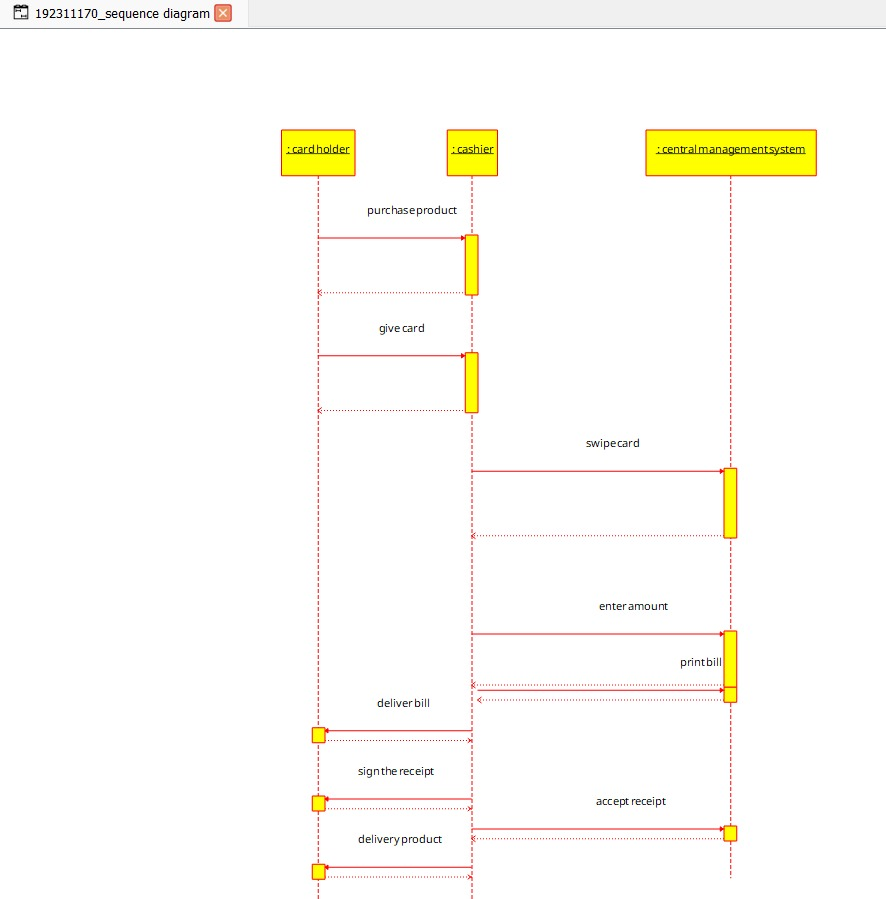 192311170_sequence diagram
: card holder
: cashier
: central management system
purchase product
give card
swipe card
enter amount
print bill
deliver bill
sign the receipt
accept receipt
delivery product